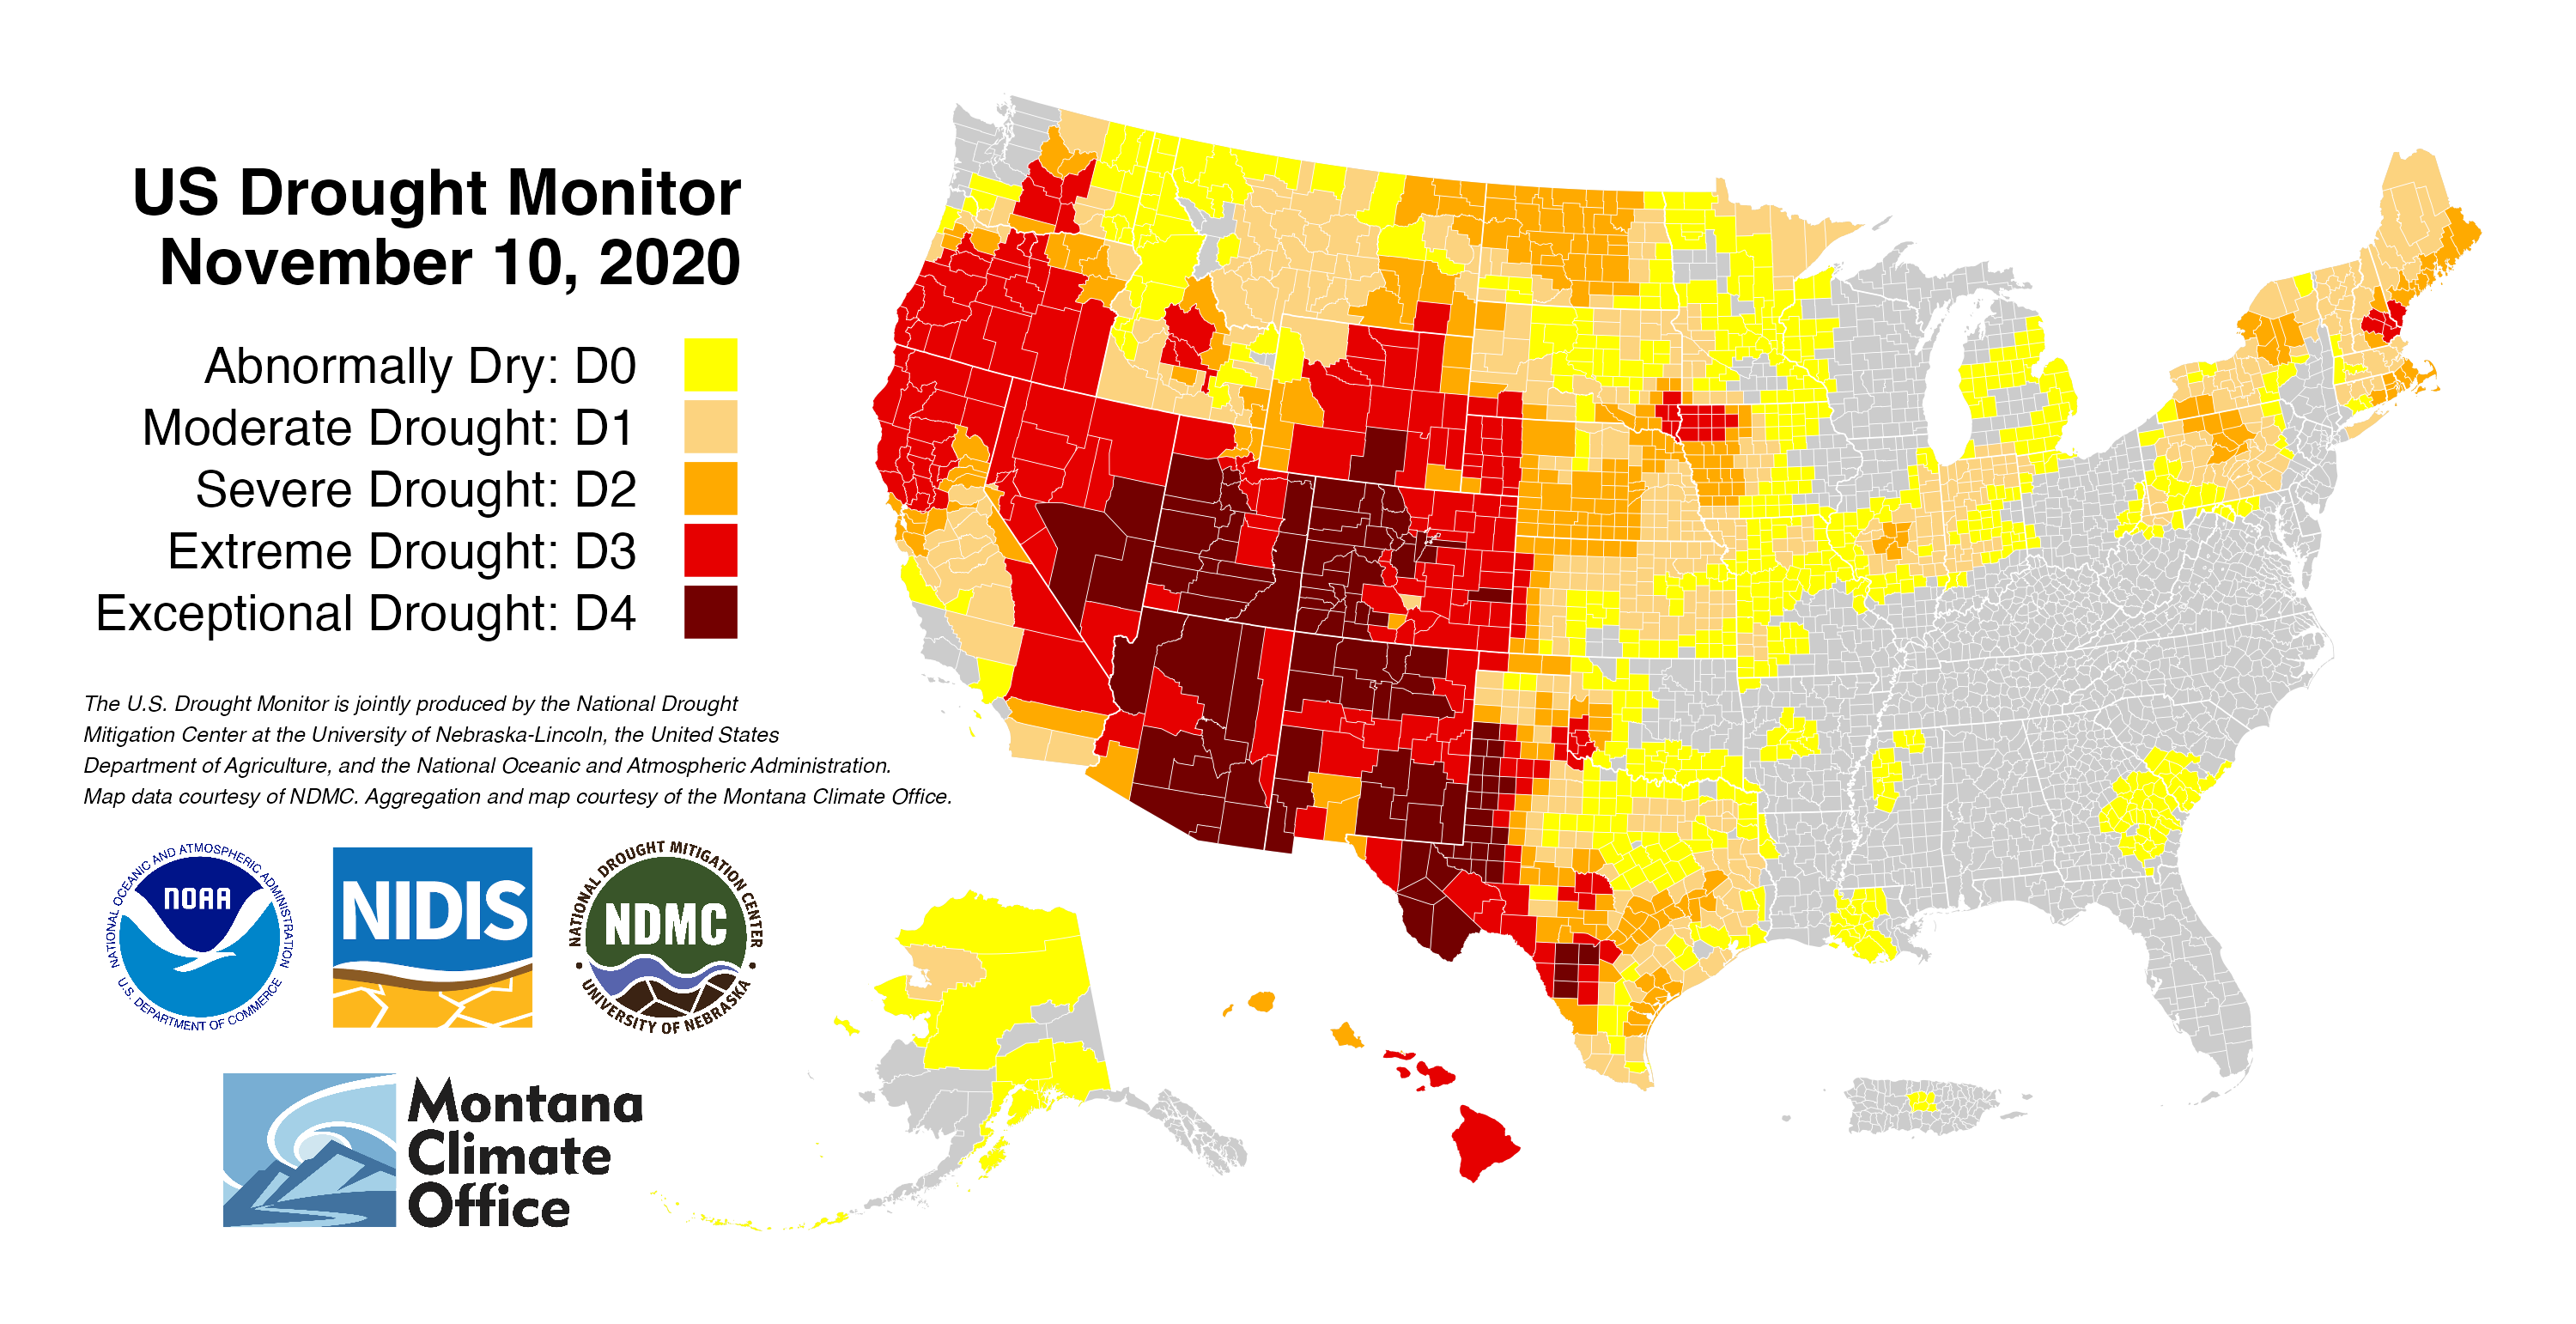 US Drought Monitor
November 10, 2020
Abnormally Dry: D0
Moderate Drought: D1
Severe Drought: D2
Extreme Drought: D3
Exceptional Drought: D4
The U.S. Drought Monitor is jointly produced by the National Drought
Mitigation Center at the University of Nebraska-Lincoln, the United States
Department of Agriculture, and the National Oceanic and Atmospheric Administration.
Map data courtesy of NDMC. Aggregation and map courtesy of the Montana Climate Office.
NATIONAL OCEANIC AND ATMOSPHERIC ADMINISTRATION
NOAA
U.S. DEPARTMENT OF COMMERCE
NIDIS
NATIONAL DROUGHT MITIGATION CENTER
NDMC
UNIVERSITY OF NEBRASKA
Montana
Climate
Office